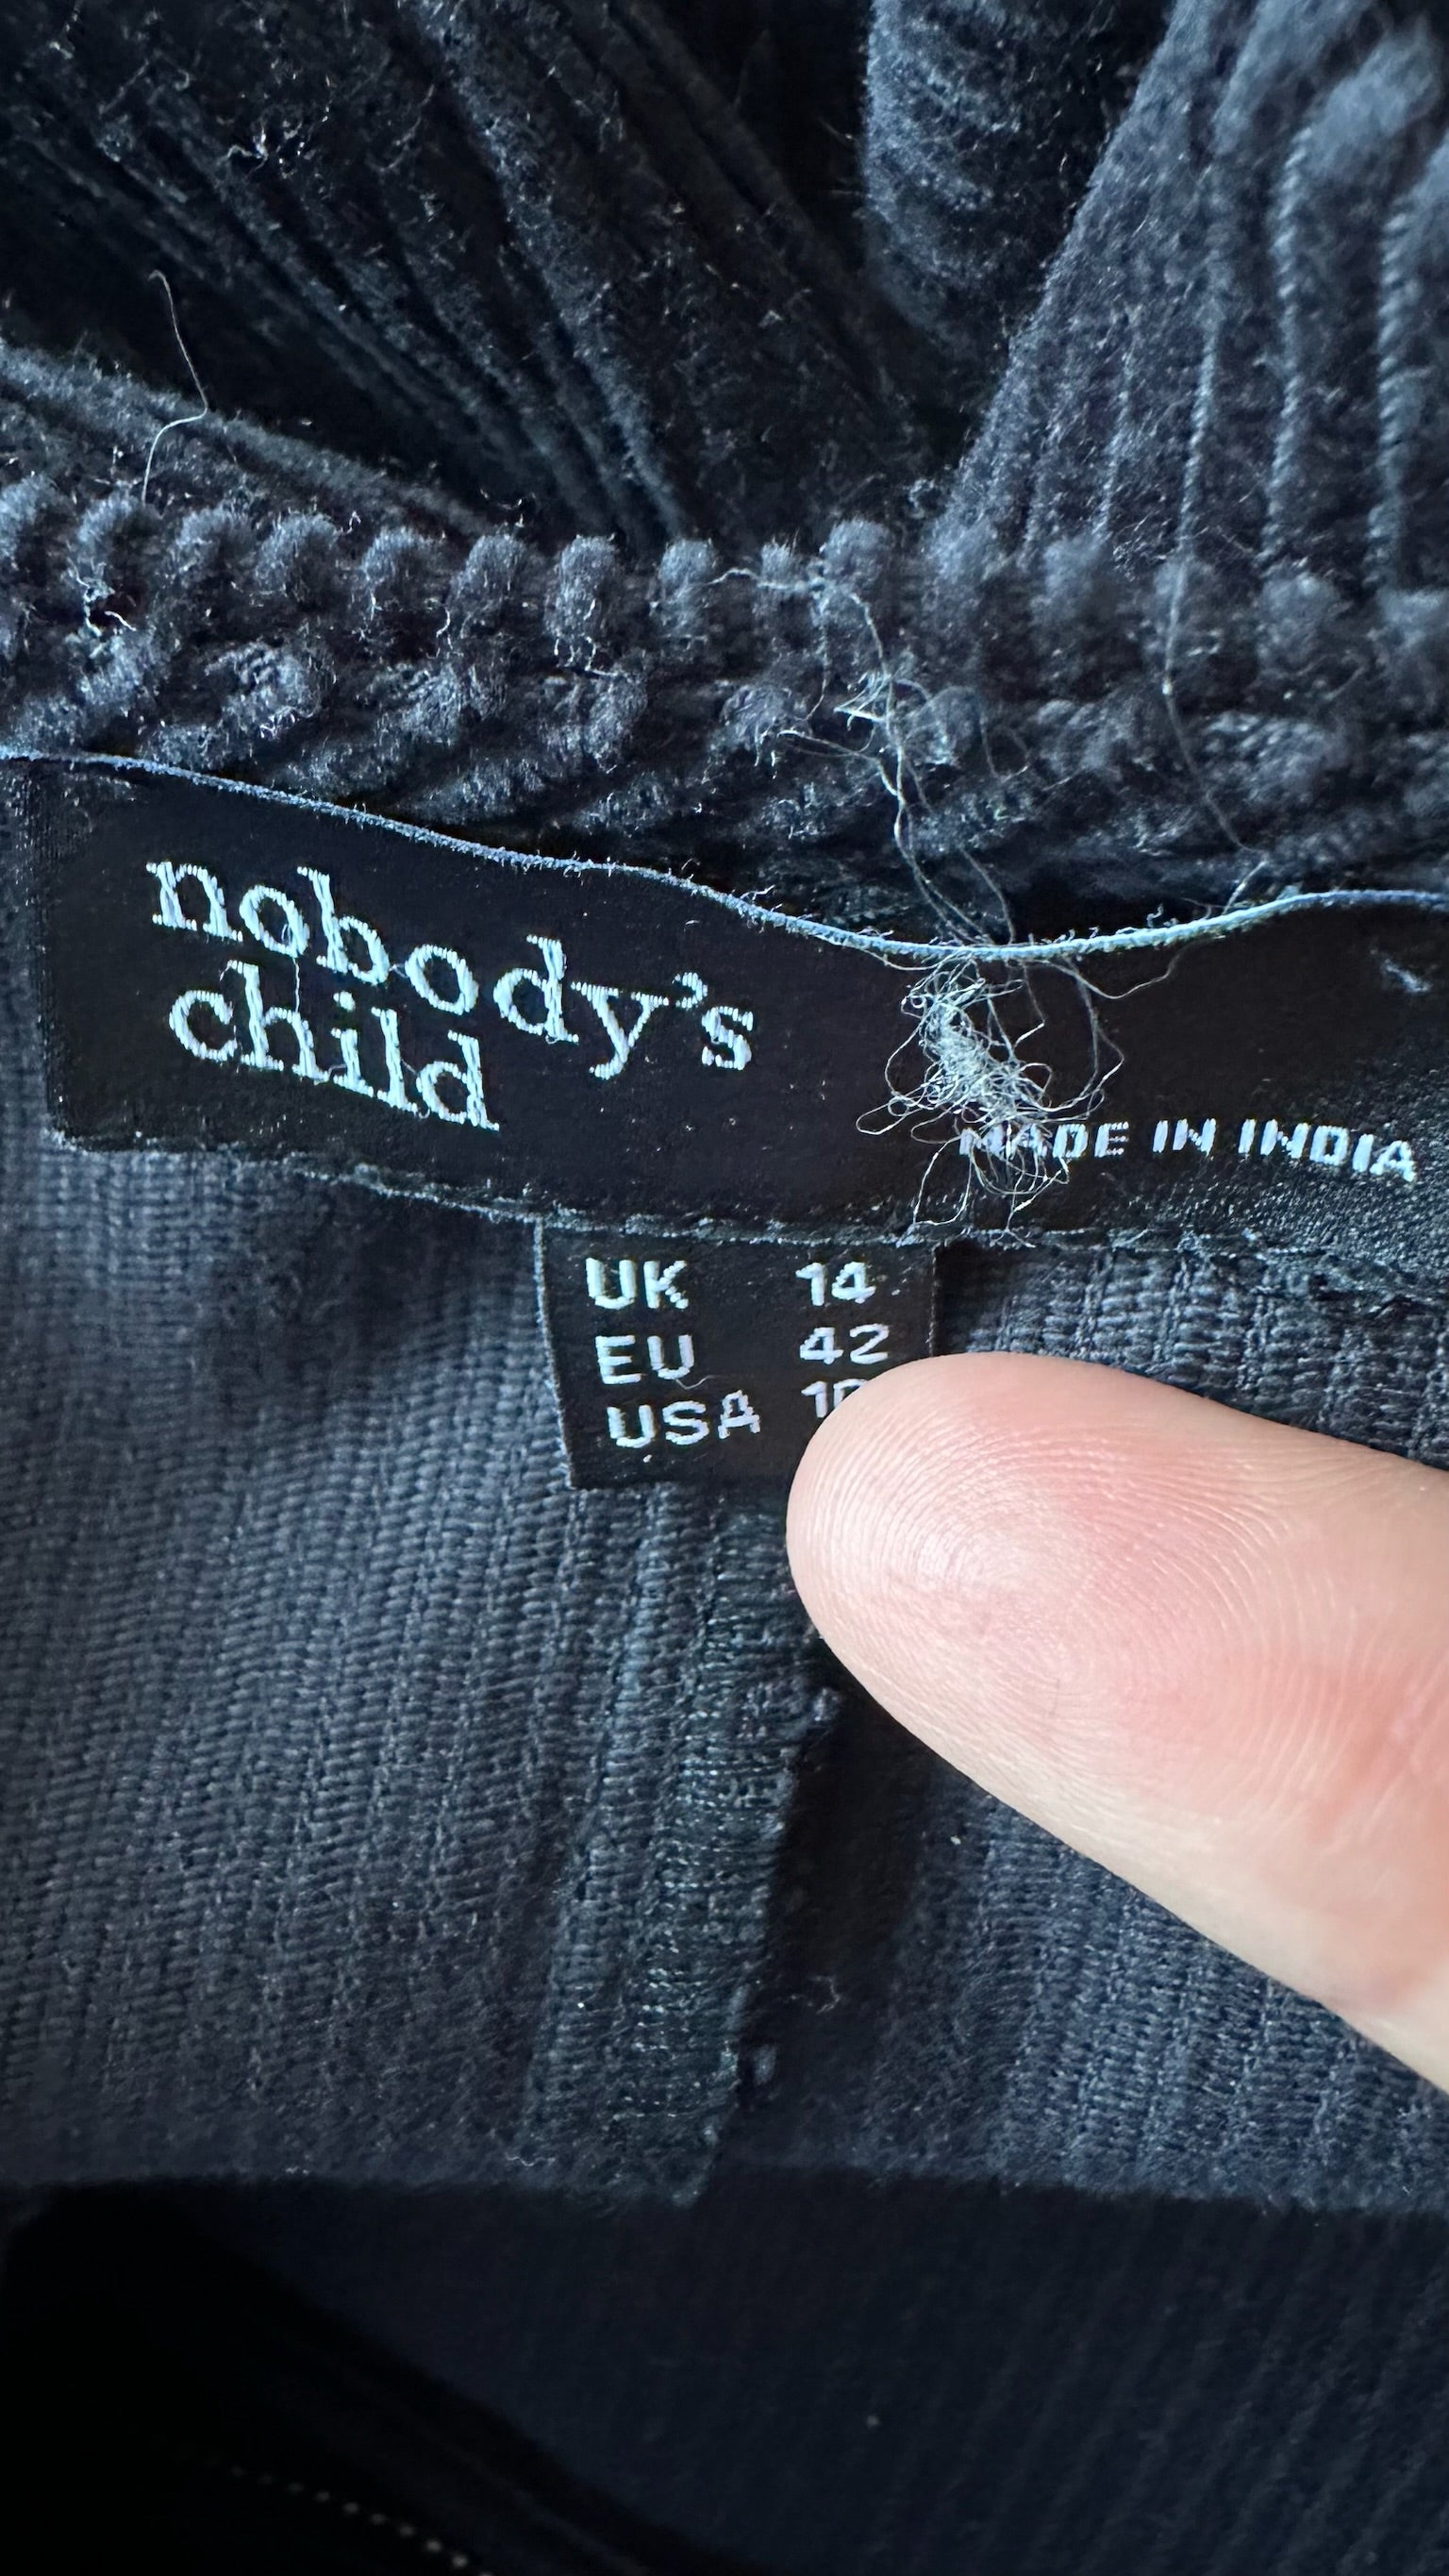 nobody's
child
MADE IN INDIA
UK 14
EU 42
USA